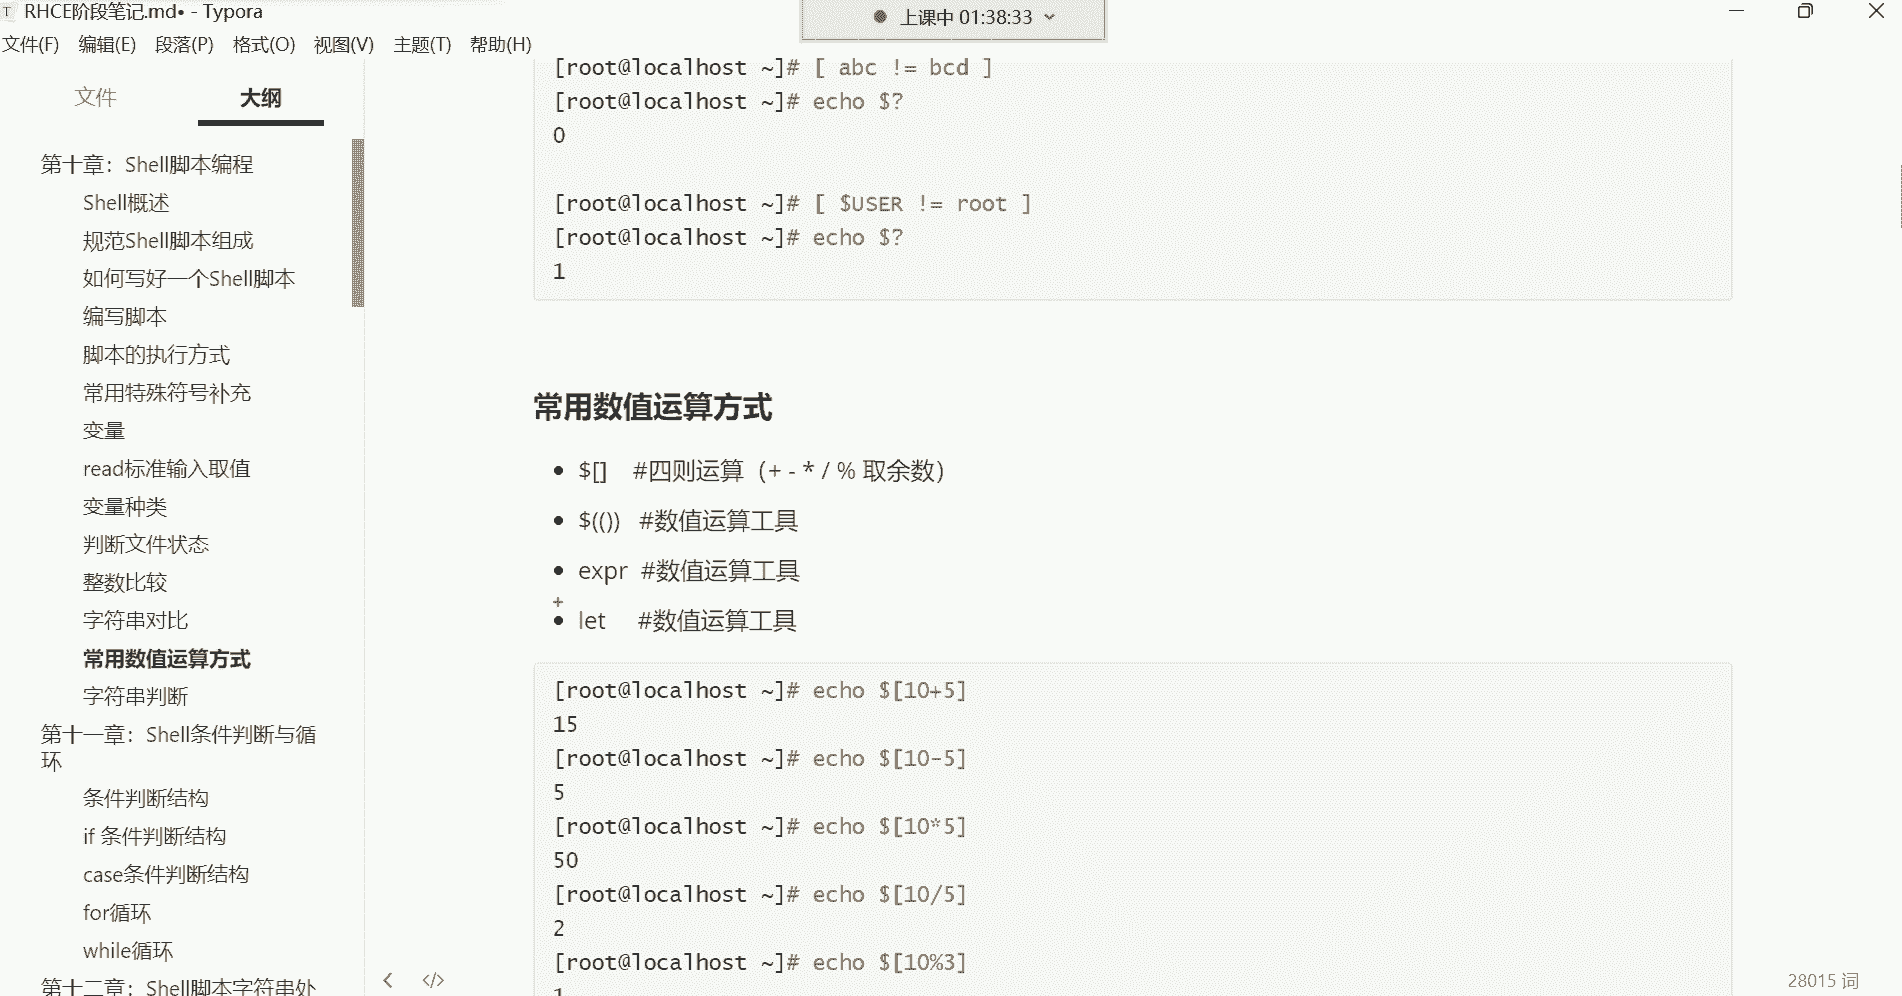 RHCE阶段笔记.md• - Typora
上课中 01:38:33
文件(F) 编辑(E) 段落(P) 格式(O) 视图(V) 主题(T) 帮助(H)
文件 大纲
第十章：Shell脚本编程
Shell概述
规范Shell脚本组成
如何写好一个Shell脚本
编写脚本
脚本的执行方式
常用特殊符号补充
变量
read标准输入取值
变量种类
判断文件状态
整数比较
字符串对比
常用数值运算方式
字符串判断
第十一章：Shell条件判断与循
环
条件判断结构
if 条件判断结构
case条件判断结构
for循环
while循环
第十二章：Shell脚本字符串处
[root@localhost ~]# [ abc != bcd ]
[root@localhost ~]# echo $?
0
[root@localhost ~]# [ $USER != root ]
[root@localhost ~]# echo $?
1
常用数值运算方式
• $[] #四则运算（+ - * / % 取余数）
• $(()) #数值运算工具
• expr #数值运算工具
• let #数值运算工具
[root@localhost ~]# echo $[10+5]
15
[root@localhost ~]# echo $[10-5]
5
[root@localhost ~]# echo $[10*5]
50
[root@localhost ~]# echo $[10/5]
2
[root@localhost ~]# echo $[10%3]
1
28015 词